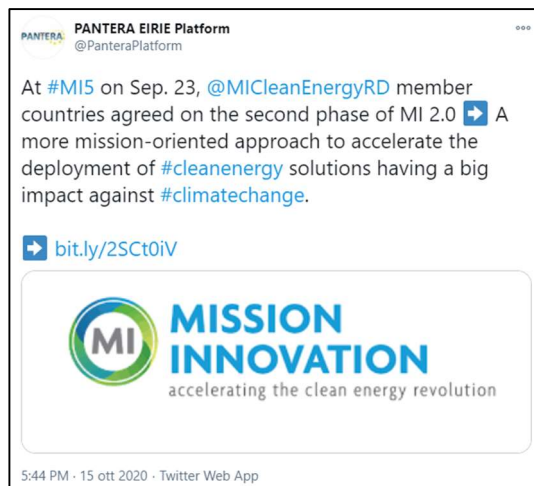 PANTERA
PANTERA EIRIE Platform
@PanteraPlatform
At #MI5 on Sep. 23, @MICleanEnergyRD member
countries agreed on the second phase of MI 2.0 ➡ A
more mission-oriented approach to accelerate the
deployment of #cleanenergy solutions having a big
impact against #climatechange.
➡ bit.ly/2SCt0iV
MI
MISSION
INNOVATION
accelerating the clean energy revolution
5:44 PM · 15 ott 2020 · Twitter Web App